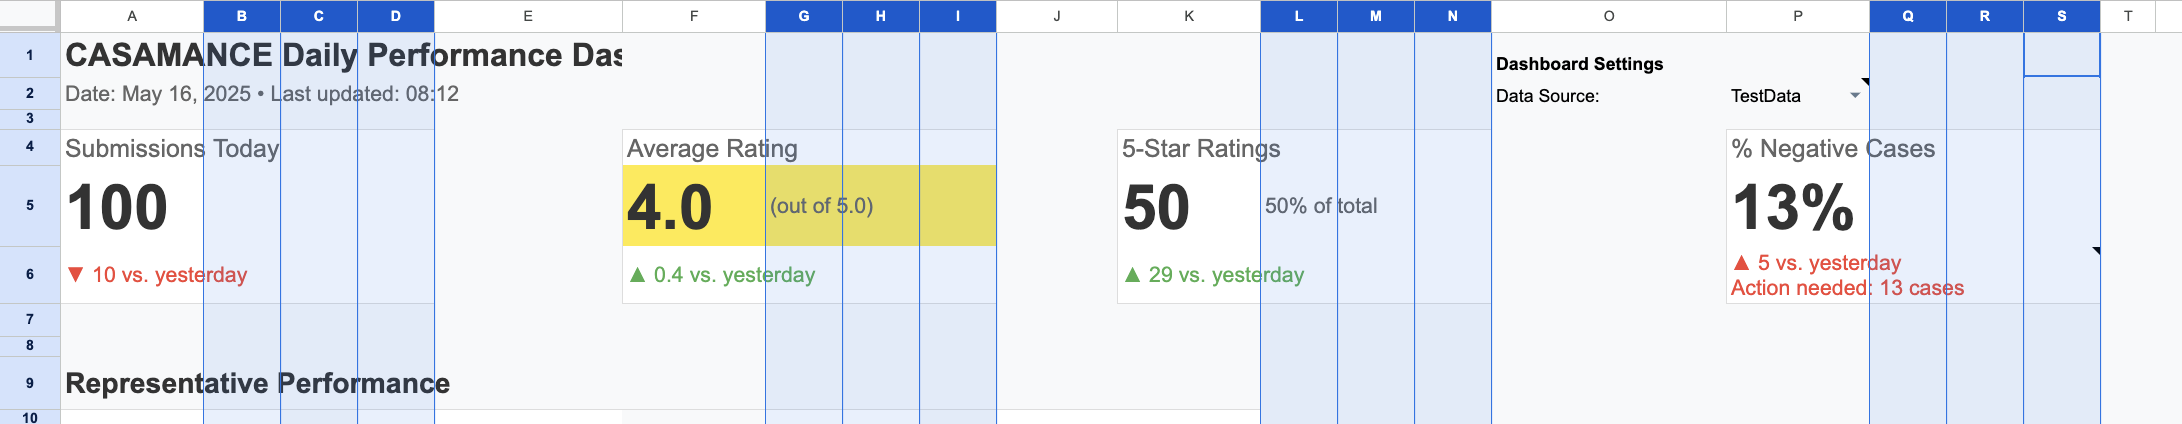 A B C D E F G H I J K L M N O P Q R S T
1 CASAMANCE Daily Performance Das Dashboard Settings
2 Date: May 16, 2025 • Last updated: 08:12 Data Source: TestData
3
4 Submissions Today Average Rating 5-Star Ratings % Negative Cases
5 100 4.0 (out of 5.0) 50 50% of total 13%
6 ▼ 10 vs. yesterday ▲ 0.4 vs. yesterday ▲ 29 vs. yesterday ▲ 5 vs. yesterday
Action needed: 13 cases
7
8
9 Representative Performance
10